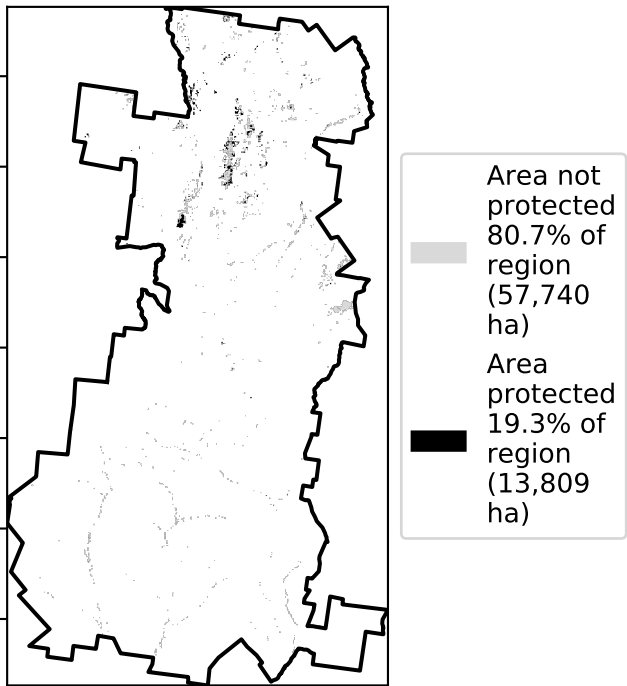 Area not
protected
80.7% of
region
(57,740
ha)
Area
protected
19.3% of
region
(13,809
ha)